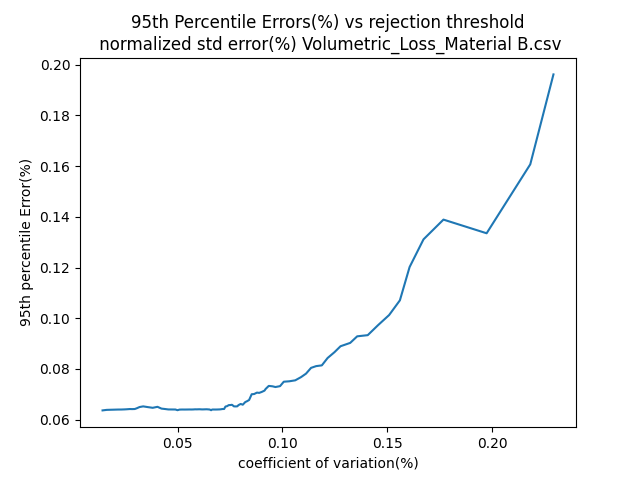 95th Percentile Errors(%) vs rejection threshold
normalized std error(%) Volumetric_Loss_Material B.csv
0.20
0.18
0.16
0.14
0.12
0.10
0.08
0.06
95th percentile Error(%)
0.05 0.10 0.15 0.20
coefficient of variation(%)